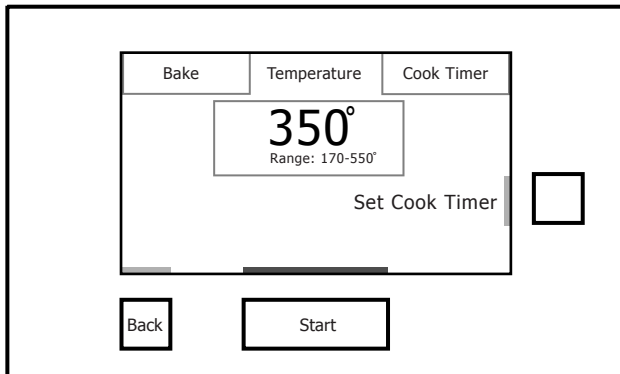 Bake Temperature Cook Timer
350°
Range: 170-550°
Set Cook Timer
Back Start